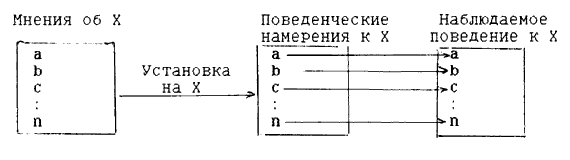 Мнения об X
Поведенческие
намерения к X
Наблюдаемое
поведение к X
a
b
c
:
n
Установка
на X
a
b
c
:
n
a
b
c
:
n